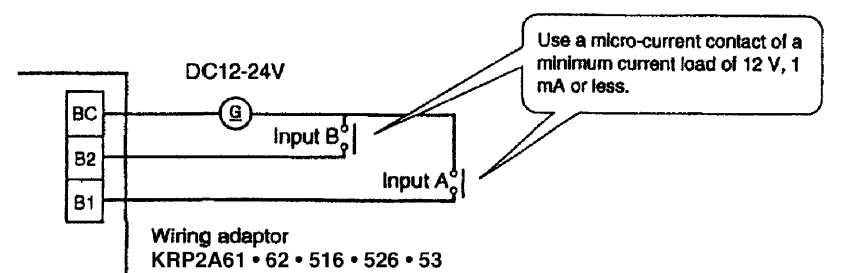 DC12-24V
Use a micro-current contact of a
minimum current load of 12 V, 1
mA or less.
BC
G
Input B
B2
Input A
B1
Wiring adaptor
KRP2A61 • 62 • 516 • 526 • 53